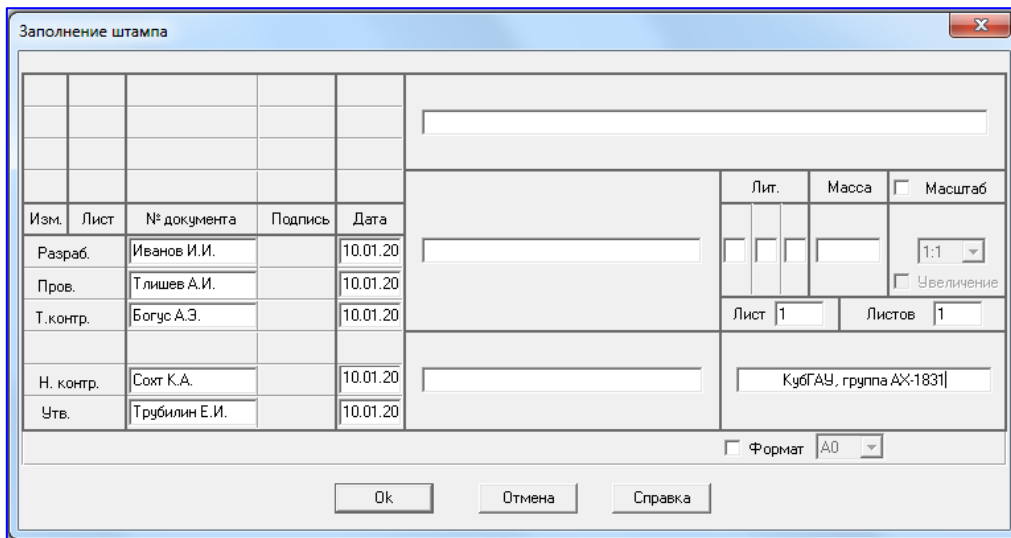 Заполнение штампа
Лит. Масса Масштаб
Изм. Лист № документа Подпись Дата
Разраб. Иванов И.И. 10.01.20 1:1
Пров. Тлишев А.И. 10.01.20 Увеличение
Т.контр. Богус А.Э. 10.01.20 Лист 1 Листов 1
Н. контр. Сохт К.А. 10.01.20 КубГАУ, группа АХ-1831
Утв. Трубилин Е.И. 10.01.20
Формат А0
Ok Отмена Справка